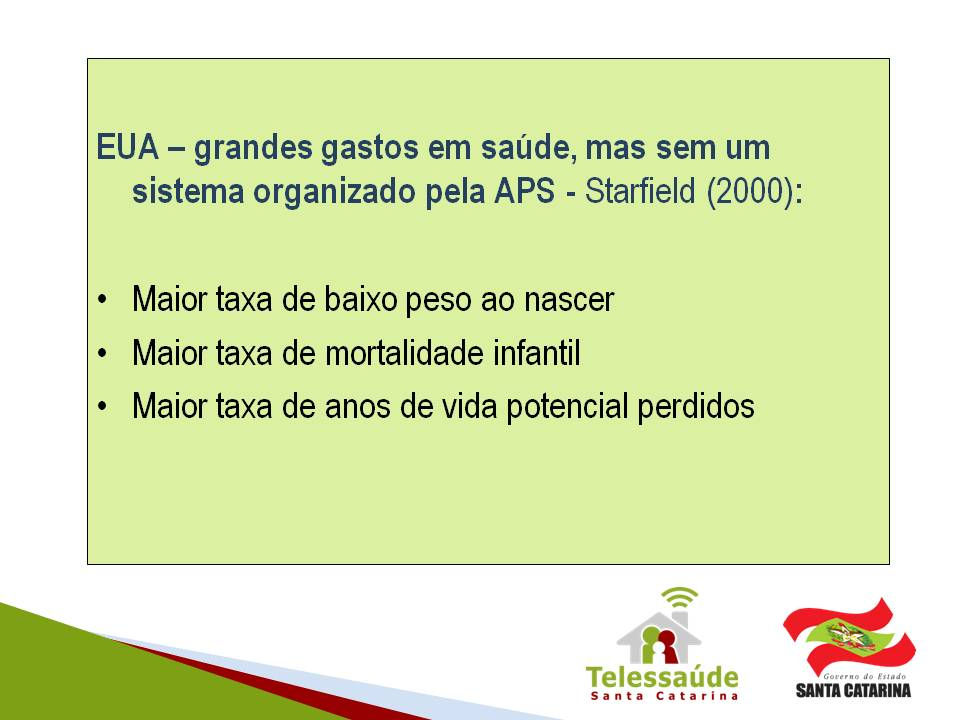 EUA – grandes gastos em saúde, mas sem um
sistema organizado pela APS - Starfield (2000):
• Maior taxa de baixo peso ao nascer
• Maior taxa de mortalidade infantil
• Maior taxa de anos de vida potencial perdidos
Telessaúde
Santa Catarina
Governo do Estado
SANTA CATARINA